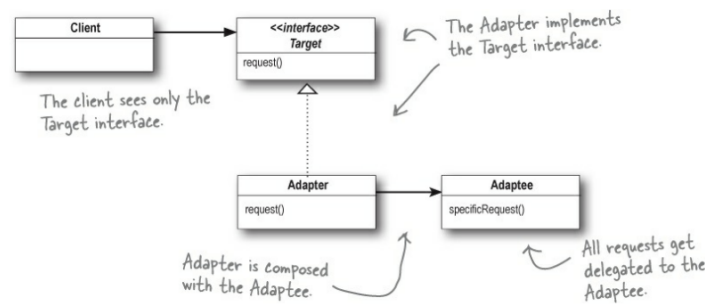 Client
<<interface>>
Target
request()
The Adapter implements
the Target interface.
The client sees only the
Target interface.
Adapter
request()
Adaptee
specificRequest()
Adapter is composed
with the Adaptee.
All requests get
delegated to the
Adaptee.